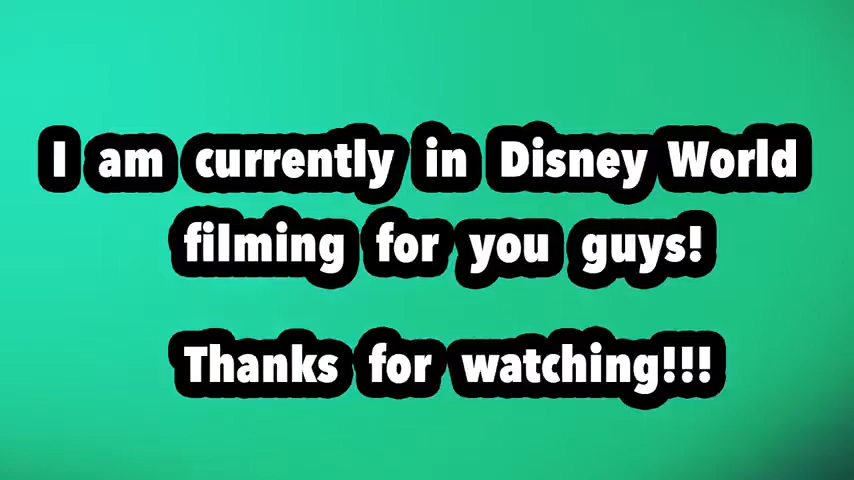 I am currently in Disney World
filming for you guys!
Thanks for watching!!!